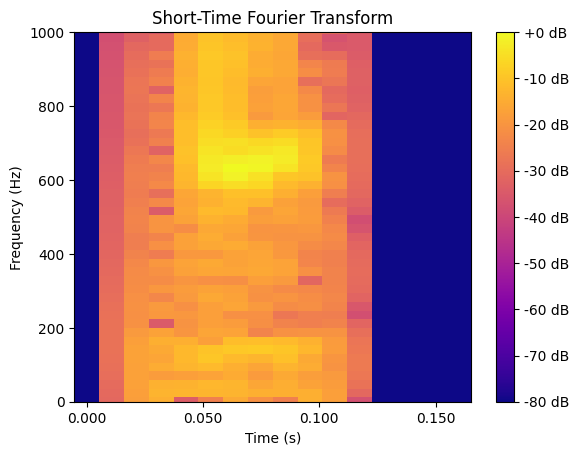 Short-Time Fourier Transform
Frequency (Hz)
1000
800
600
400
200
0
0.000
0.050
0.100
0.150
Time (s)
+0 dB
-10 dB
-20 dB
-30 dB
-40 dB
-50 dB
-60 dB
-70 dB
-80 dB